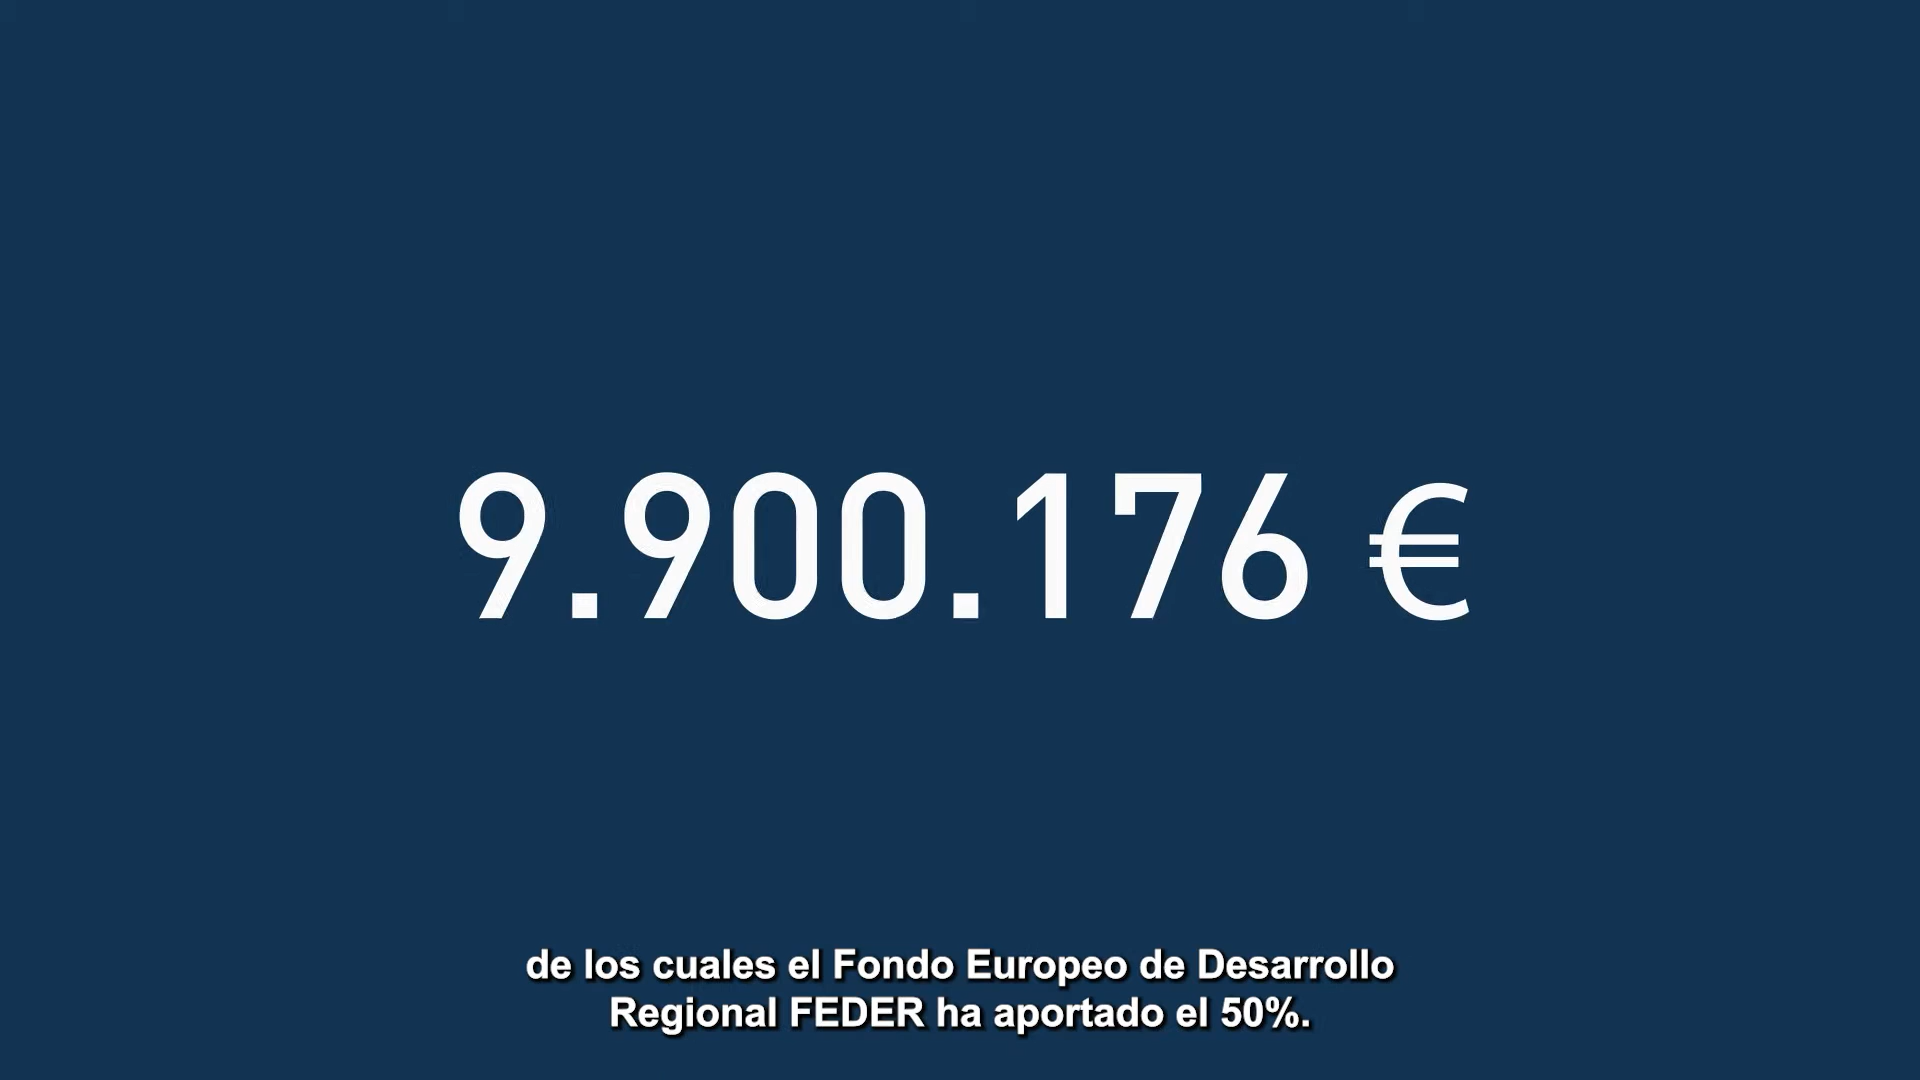 9.900.176 €
de los cuales el Fondo Europeo de Desarrollo
Regional FEDER ha aportado el 50%.